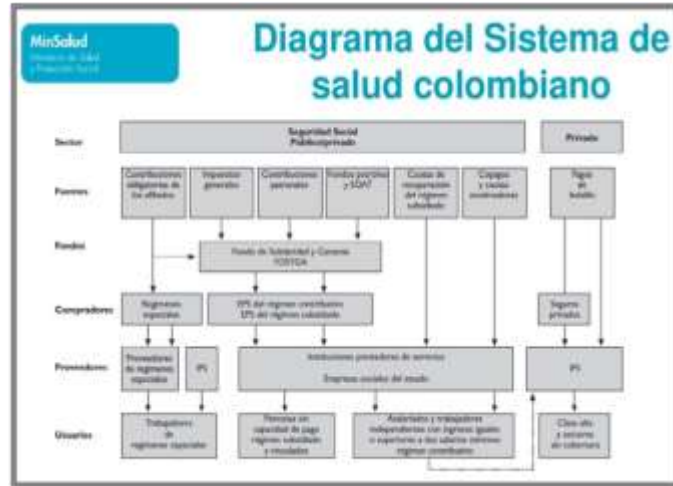 MinSalud
Ministerio de Salud
y Protección Social
Diagrama del Sistema de
salud colombiano
Sector
Seguridad Social
Público/privado
Privado
Fuentes
Contribuciones
obligatorias de
los afiliados
Impuestos
generales
Contribuciones
patronales
y SOAT
Cuotas de
recuperación
del régimen
subsidiado
Copagos
y cuotas
moderadoras
Pagos
de
bolsillo
Fondos
Fondo de Solidaridad y Garantía
FOSYGA
Compradores
Regímenes
especiales
EPS del régimen contributivo
EPS del régimen subsidiado
Seguros
privados
Proveedores
Proveedores
de regímenes
especiales
IPS
Instituciones prestadoras de servicios
Empresas sociales del estado
IPS
Usuarios
Trabajadores
de
regímenes especiales
Personas sin
capacidad de pago
régimen subsidiado
y vinculados
Asalariados y trabajadores
independientes con ingresos iguales
o superiores a dos salarios mínimos
régimen contributivo
Clase alta
y sectores
sin cobertura